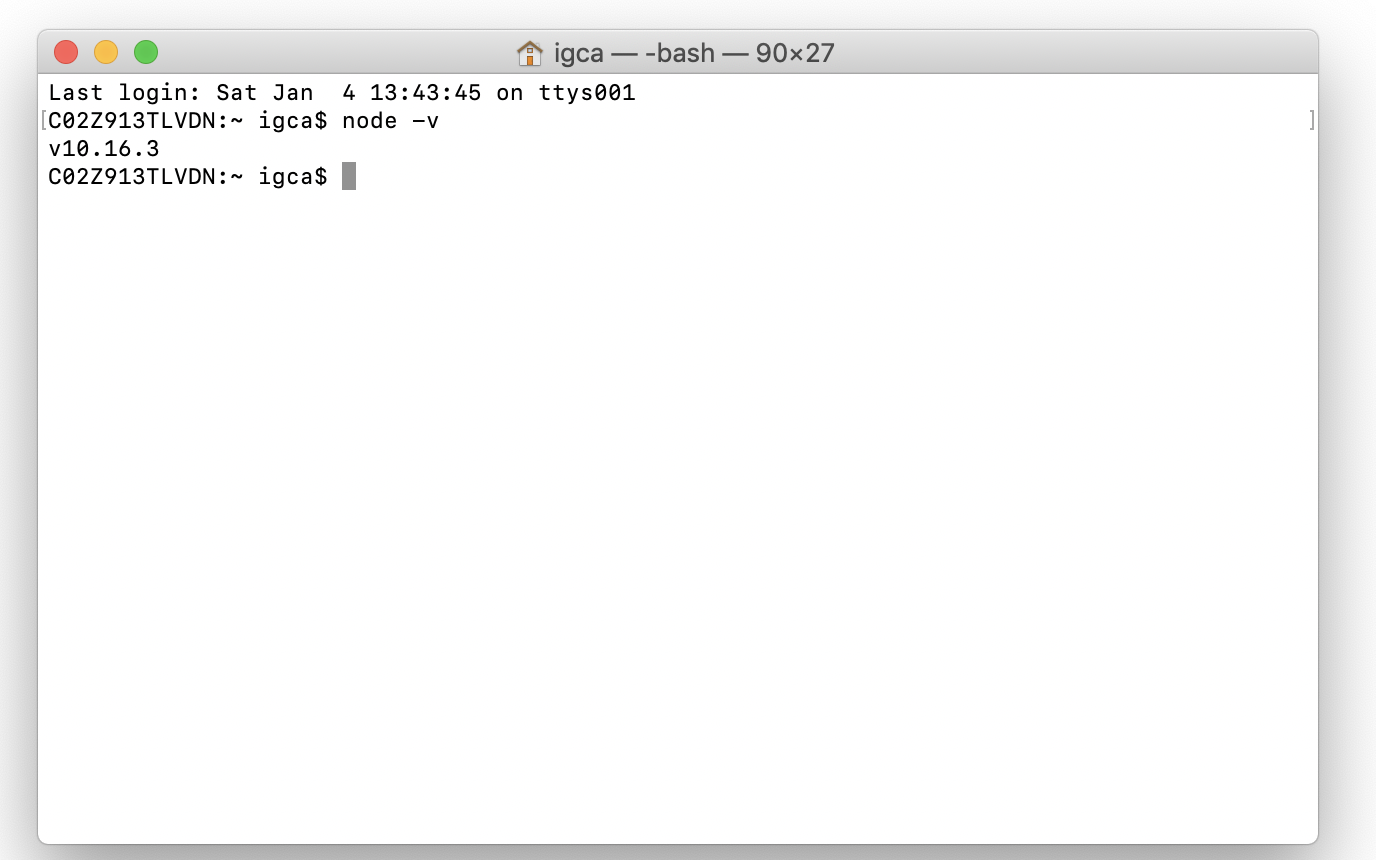 igca — -bash — 90×27
Last login: Sat Jan  4 13:43:45 on ttys001
[C02Z913TLVDN:~ igca$ node -v ]
v10.16.3
C02Z913TLVDN:~ igca$